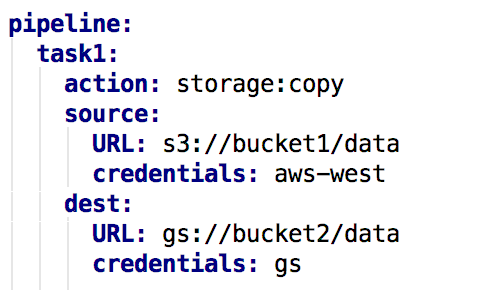 pipeline:
  task1:
    action: storage:copy
    source:
      URL: s3://bucket1/data
      credentials: aws-west
    dest:
      URL: gs://bucket2/data
      credentials: gs